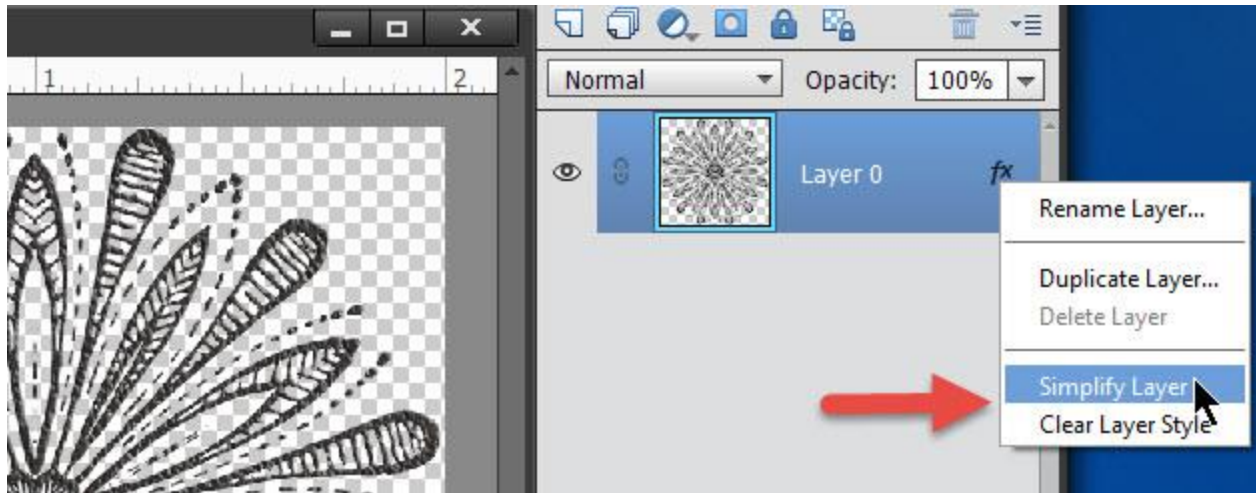 X
1 2
Normal Opacity: 100%
Layer 0 fx
Rename Layer...
Duplicate Layer...
Delete Layer
Simplify Layer
Clear Layer Style